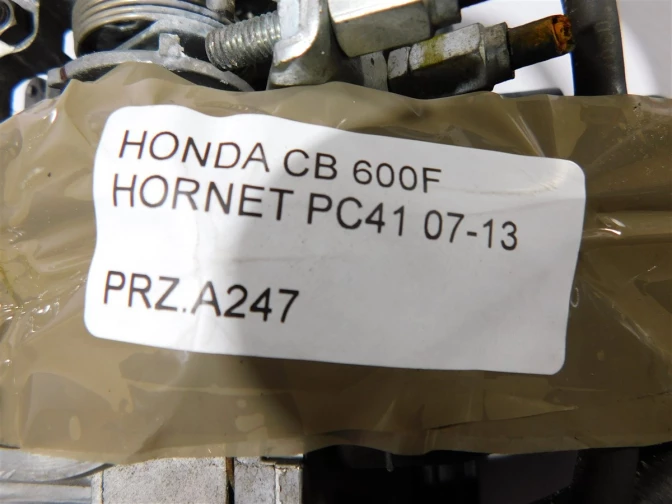 HONDA CB 600F
HORNET PC41 07-13
PRZ.A247